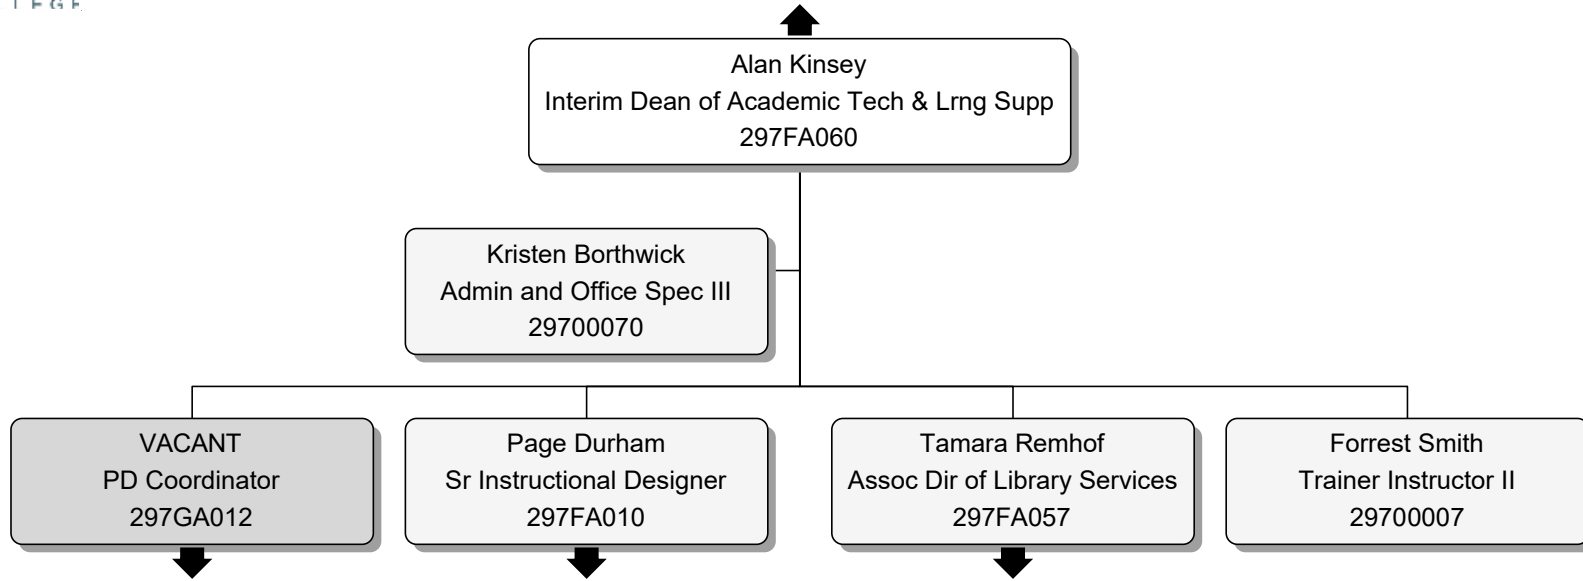 Alan Kinsey
Interim Dean of Academic Tech & Lrng Supp
297FA060
Kristen Borthwick
Admin and Office Spec III
29700070
VACANT
PD Coordinator
297GA012
Page Durham
Sr Instructional Designer
297FA010
Tamara Remhof
Assoc Dir of Library Services
297FA057
Forrest Smith
Trainer Instructor II
29700007